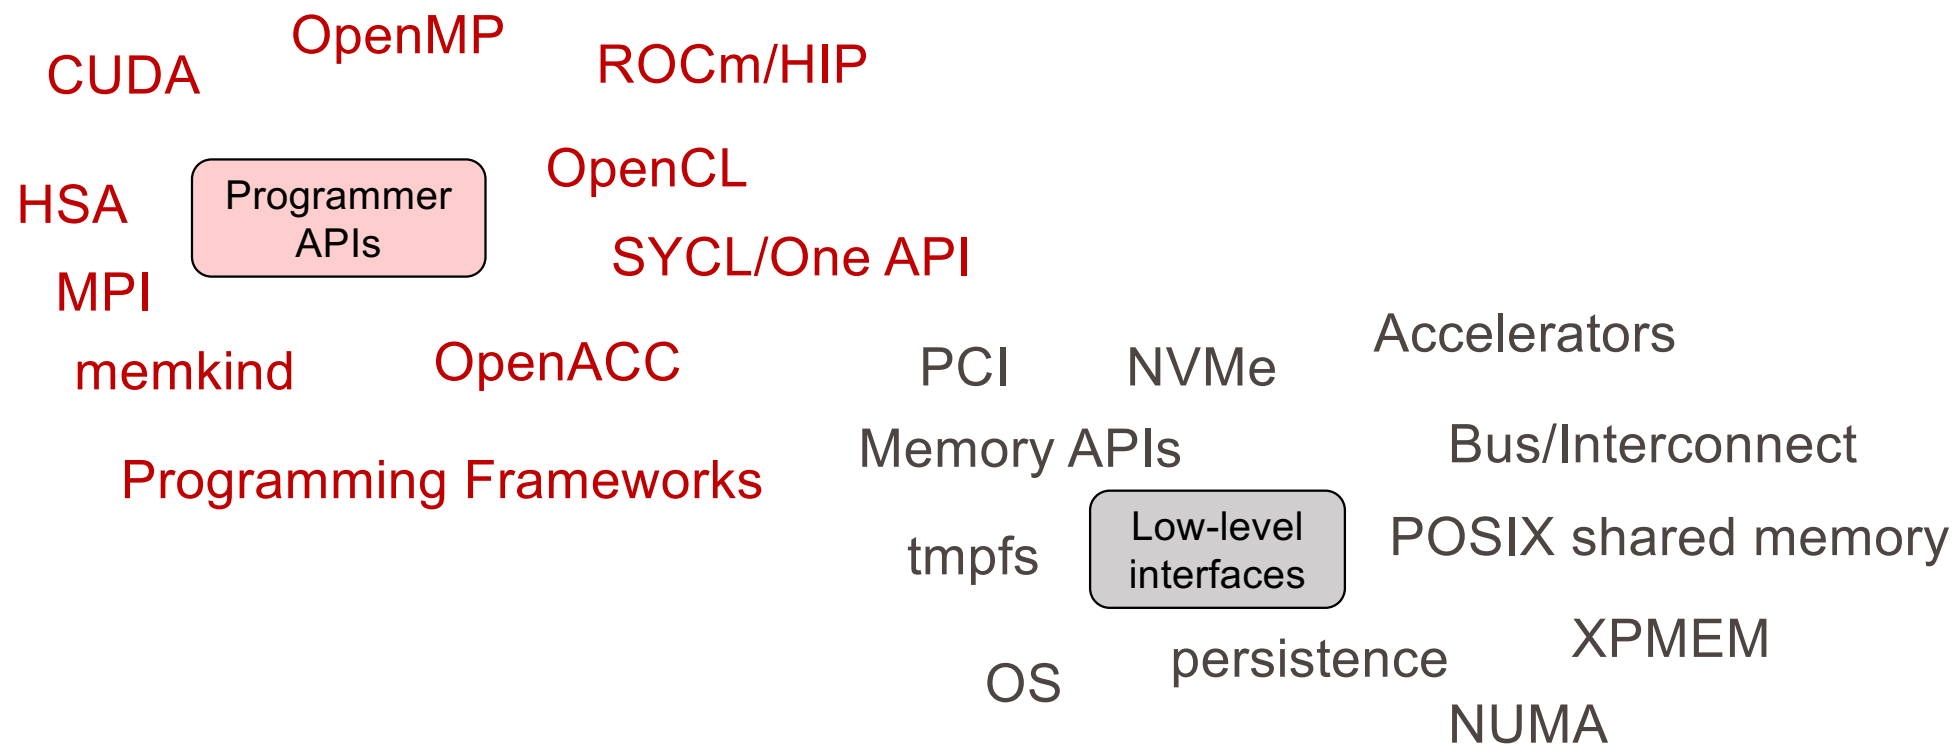 OpenMP
CUDA
ROCm/HIP
OpenCL
HSA
Programmer
APIs
SYCL/One API
MPI
memkind
OpenACC
Programming Frameworks
Accelerators
PCI
NVMe
Memory APIs
Bus/Interconnect
Low-level
interfaces
POSIX shared memory
tmpfs
XPMEM
persistence
OS
NUMA